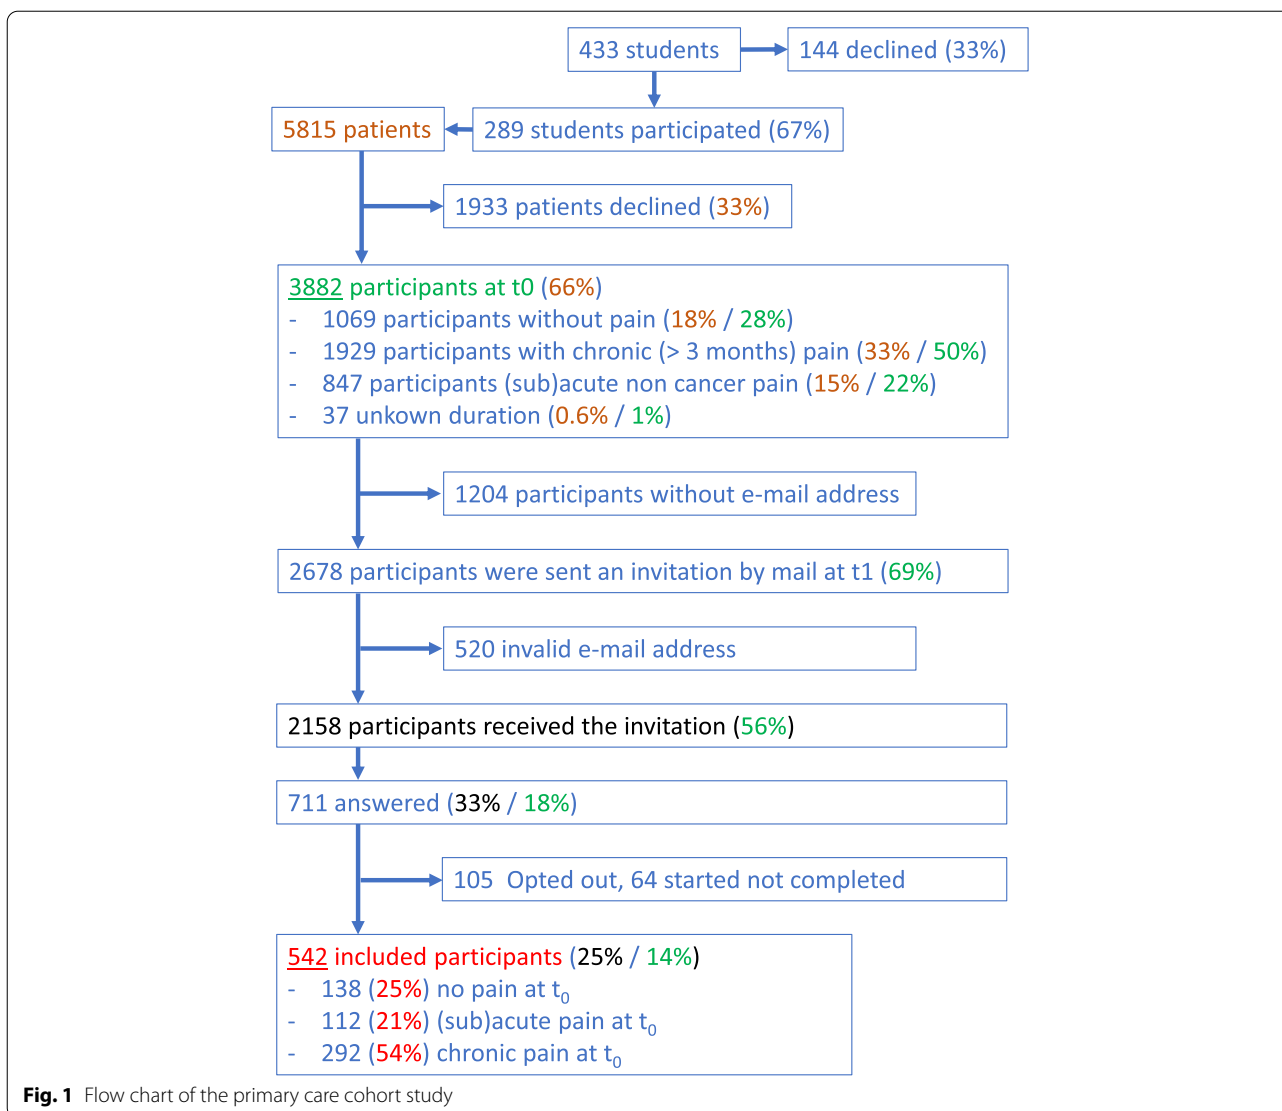 433 students
144 declined (33%)
5815 patients
289 students participated (67%)
1933 patients declined (33%)
3882 participants at t0 (66%)
- 1069 participants without pain (18% / 28%)
- 1929 participants with chronic (> 3 months) pain (33% / 50%)
- 847 participants (sub)acute non cancer pain (15% / 22%)
- 37 unkown duration (0.6% / 1%)
1204 participants without e-mail address
2678 participants were sent an invitation by mail at t1 (69%)
520 invalid e-mail address
2158 participants received the invitation (56%)
711 answered (33% / 18%)
105 Opted out, 64 started not completed
542 included participants (25% / 14%)
- 138 (25%) no pain at t0
- 112 (21%) (sub)acute pain at t0
- 292 (54%) chronic pain at t0
Fig. 1 Flow chart of the primary care cohort study